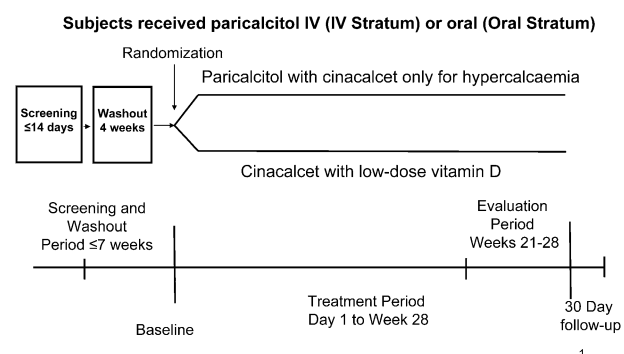 Subjects received paricalcitol IV (IV Stratum) or oral (Oral Stratum)
Randomization
Paricalcitol with cinacalcet only for hypercalcaemia
Screening
≤14 days
Washout
4 weeks
Cinacalcet with low-dose vitamin D
Screening and
Washout
Period ≤7 weeks
Evaluation
Period
Weeks 21-28
Treatment Period
Day 1 to Week 28
30 Day
follow-up
Baseline
1